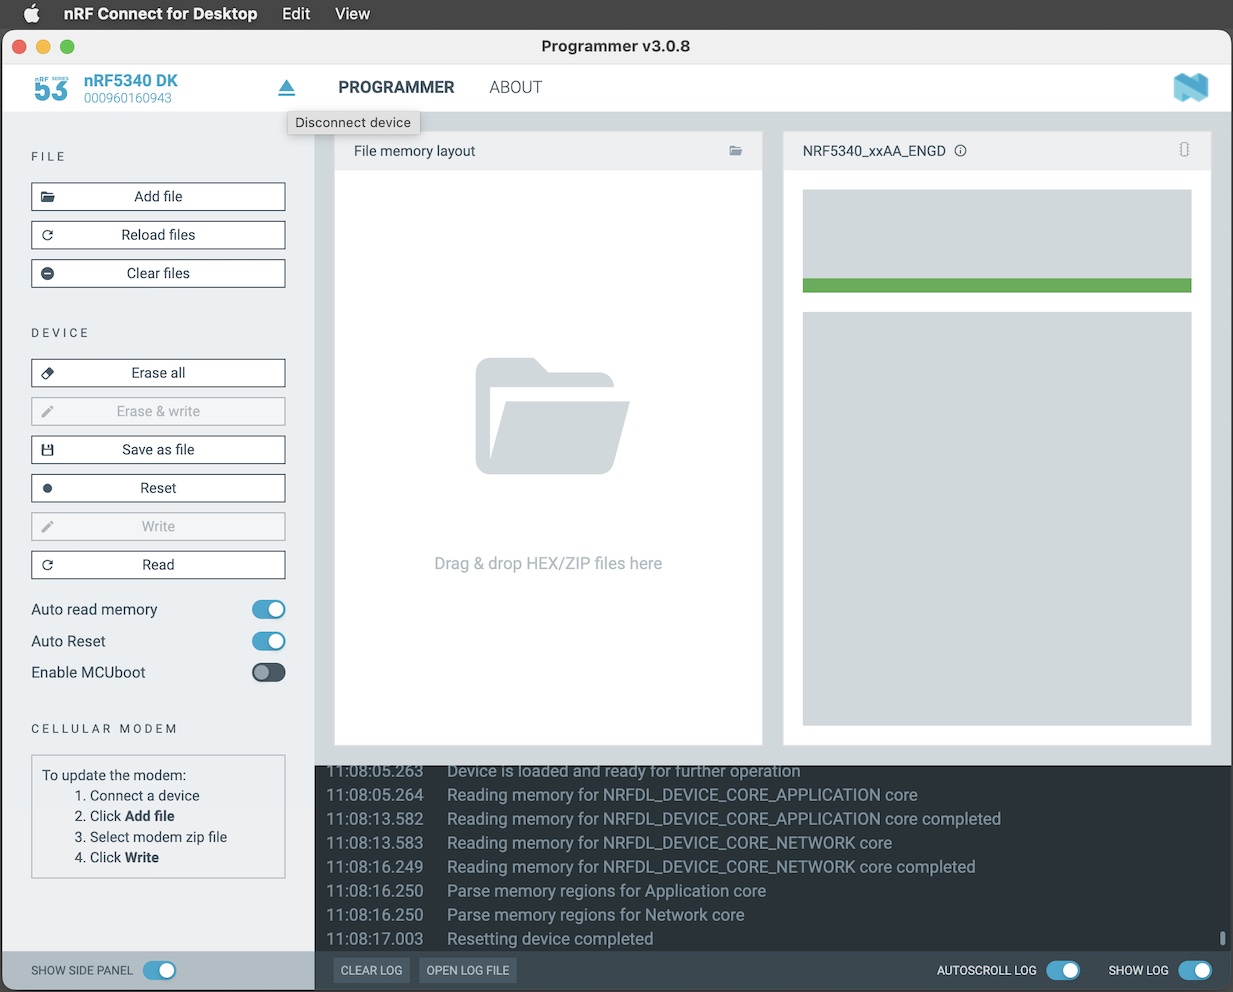 nRF Connect for Desktop Edit View
Programmer v3.0.8
nRF SERIES
53
nRF5340 DK
000960160943
PROGRAMMER ABOUT
Disconnect device
FILE
Add file
Reload files
Clear files
DEVICE
Erase all
Erase & write
Save as file
Reset
Write
Read
Auto read memory
Auto Reset
Enable MCUboot
CELLULAR MODEM
To update the modem:
1. Connect a device
2. Click Add file
3. Select modem zip file
4. Click Write
SHOW SIDE PANEL
File memory layout
Drag & drop HEX/ZIP files here
NRF5340_xxAA_ENGD
11:08:05.263 Device is loaded and ready for further operation
11:08:05.264 Reading memory for NRFDL_DEVICE_CORE_APPLICATION core
11:08:13.582 Reading memory for NRFDL_DEVICE_CORE_APPLICATION core completed
11:08:13.583 Reading memory for NRFDL_DEVICE_CORE_NETWORK core
11:08:16.249 Reading memory for NRFDL_DEVICE_CORE_NETWORK core completed
11:08:16.250 Parse memory regions for Application core
11:08:16.250 Parse memory regions for Network core
11:08:17.003 Resetting device completed
CLEAR LOG OPEN LOG FILE AUTOSCROLL LOG SHOW LOG